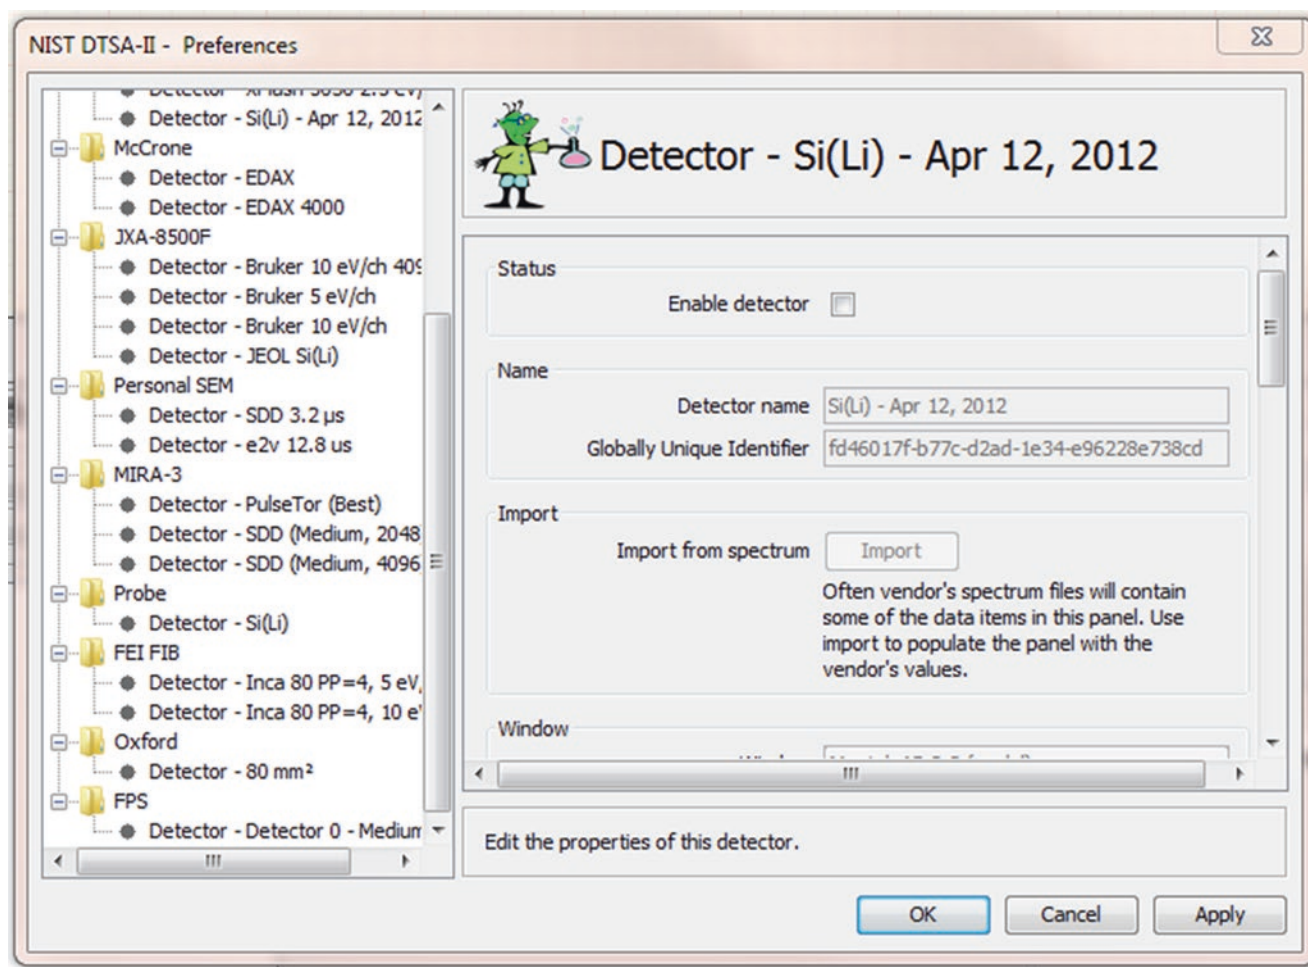 NIST DTSA-II - Preferences
Detector - Si(Li) - Apr 12, 2012
McCrone
Detector - EDAX
Detector - EDAX 4000
JXA-8500F
Detector - Bruker 10 eV/ch 409
Detector - Bruker 5 eV/ch
Detector - Bruker 10 eV/ch
Detector - JEOL Si(Li)
Personal SEM
Detector - SDD 3.2 µs
Detector - e2v 12.8 us
MIRA-3
Detector - PulseTor (Best)
Detector - SDD (Medium, 2048
Detector - SDD (Medium, 4096
Probe
Detector - Si(Li)
FEI FIB
Detector - Inca 80 PP=4, 5 eV
Detector - Inca 80 PP=4, 10 e
Oxford
Detector - 80 mm²
FPS
Detector - Detector 0 - Medium
Detector - Si(Li) - Apr 12, 2012
Status
Enable detector
Name
Detector name Si(Li) - Apr 12, 2012
Globally Unique Identifier fd46017f-b77c-d2ad-1e34-e96228e738cd
Import
Import from spectrum Import
Often vendor's spectrum files will contain
some of the data items in this panel. Use
import to populate the panel with the
vendor's values.
Window
Edit the properties of this detector.
OK Cancel Apply